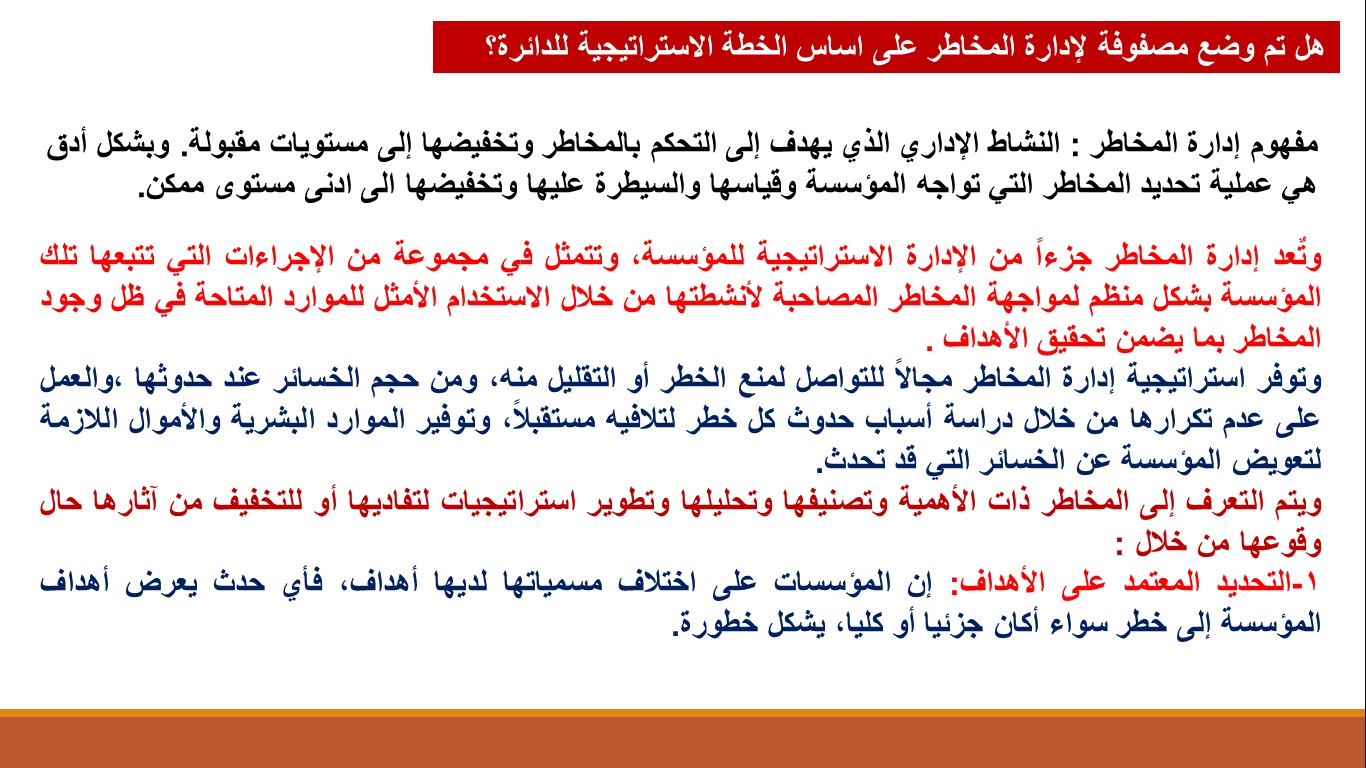 هل تم وضع مصفوفة لإدارة المخاطر على اساس الخطة الاستراتيجية للدائرة؟
مفهوم إدارة المخاطر : النشاط الإداري الذي يهدف إلى التحكم بالمخاطر وتخفيضها إلى مستويات مقبولة. وبشكل أدق
هي عملية تحديد المخاطر التي تواجه المؤسسة وقياسها والسيطرة عليها وتخفيضها الى ادنى مستوى ممكن.
وتٌعد إدارة المخاطر جزءاً من الإدارة الاستراتيجية للمؤسسة، وتتمثل في مجموعة من الإجراءات التي تتبعها تلك
المؤسسة بشكل منظم لمواجهة المخاطر المصاحبة لأنشطتها من خلال الاستخدام الأمثل للموارد المتاحة في ظل وجود
المخاطر بما يضمن تحقيق الأهداف .
وتوفر استراتيجية إدارة المخاطر مجالاً للتواصل لمنع الخطر أو التقليل منه، ومن حجم الخسائر عند حدوثها ،والعمل
على عدم تكرارها من خلال دراسة أسباب حدوث كل خطر لتلافيه مستقبلاً، وتوفير الموارد البشرية والأموال اللازمة
لتعويض المؤسسة عن الخسائر التي قد تحدث.
ويتم التعرف إلى المخاطر ذات الأهمية وتصنيفها وتحليلها وتطوير استراتيجيات لتفاديها أو للتخفيف من آثارها حال
وقوعها من خلال :
١-التحديد المعتمد على الأهداف: إن المؤسسات على اختلاف مسمياتها لديها أهداف، فأي حدث يعرض أهداف
المؤسسة إلى خطر سواء أكان جزئيا أو كليا، يشكل خطورة.